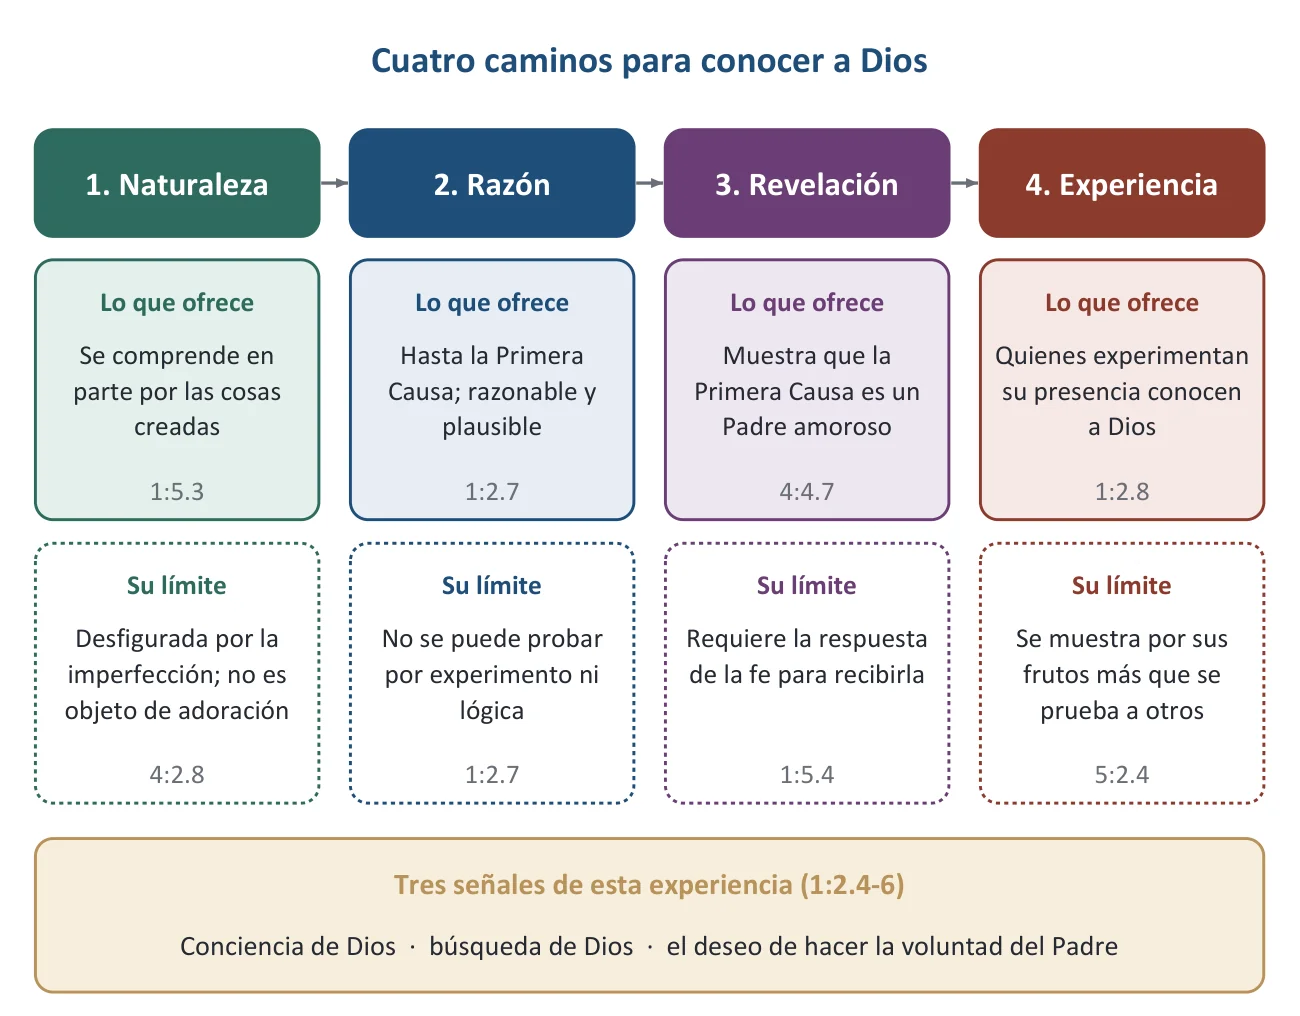 Cuatro caminos para conocer a Dios
1. Naturaleza
2. Razón
3. Revelación
4. Experiencia
Lo que ofrece
Se comprende en
parte por las cosas
creadas
1:5.3
Lo que ofrece
Hasta la Primera
Causa; razonable y
plausible
1:2.7
Lo que ofrece
Muestra que la
Primera Causa es un
Padre amoroso
4:4.7
Lo que ofrece
Quienes experimentan
su presencia conocen
a Dios
1:2.8
Su límite
Desfigurada por la
imperfección; no es
objeto de adoración
4:2.8
Su límite
No se puede probar
por experimento ni
lógica
1:2.7
Su límite
Requiere la respuesta
de la fe para recibirla
1:5.4
Su límite
Se muestra por sus
frutos más que se
prueba a otros
5:2.4
Tres señales de esta experiencia (1:2.4-6)
Conciencia de Dios · búsqueda de Dios · el deseo de hacer la voluntad del Padre